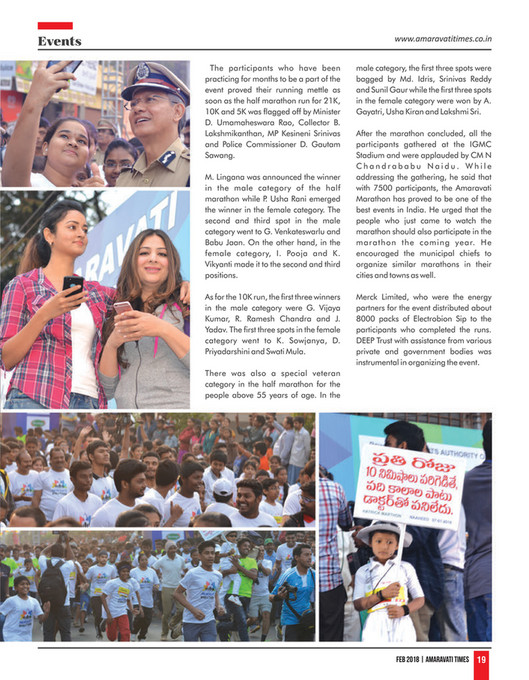 Events
www.amaravatitimes.co.in
The participants who have been
practicing for months to be a part of the
event proved their running mettle as
soon as the half marathon run for 21K,
10K and 5K was flagged off by Minister
D. Umamaheswara Rao, Collector B.
Lakshmikanthan, MP Kesineni Srinivas
and Police Commissioner D. Gautam
Sawang.
M. Lingana was announced the winner
in the male category of the half
marathon while P. Usha Rani emerged
the winner in the female category. The
second and third spot in the male
category went to G. Venkateswarlu and
Babu Jaan. On the other hand, in the
female category, I. Pooja and K.
Vikyanti made it to the second and third
positions.
As for the 10K run, the first three winners
in the male category were G. Vijaya
Kumar, R. Ramesh Chandra and J.
Yadav. The first three spots in the female
category went to K. Sowjanya, D.
Priyadarshini and Swati Mula.
There was also a special veteran
category in the half marathon for the
people above 55 years of age. In the
male category, the first three spots were
bagged by Md. Idris, Srinivas Reddy
and Sunil Gaur while the first three spots
in the female category were won by A.
Gayatri, Usha Kiran and Lakshmi Sri.
After the marathon concluded, all the
participants gathered at the IGMC
Stadium and were applauded by CM N
Chandrababu Naidu. While
addressing the gathering, he said that
with 7500 participants, the Amaravati
Marathon has proved to be one of the
best events in India. He urged that the
people who just came to watch the
marathon should also participate in the
marathon the coming year. He
encouraged the municipal chiefs to
organize similar marathons in their
cities and towns as well.
Merck Limited, who were the energy
partners for the event distributed about
8000 packs of Electrobion Sip to the
participants who completed the runs.
DEEP Trust with assistance from various
private and government bodies was
instrumental in organizing the event.
ARAVATI
TS AUTHORITY
ప్రతి రోజూ
10 నిమిషాలు పరిగెడితే,
పది కాలాల పాటు
డాక్టర్‌తో పనిలేదు.
FEB 2018 | AMARAVATI TIMES 19